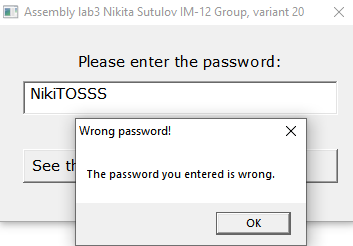 Assembly lab3 Nikita Sutulov IM-12 Group, variant 20
Please enter the password:
NikiTOSSS
Wrong password!
See th
The password you entered is wrong.
OK